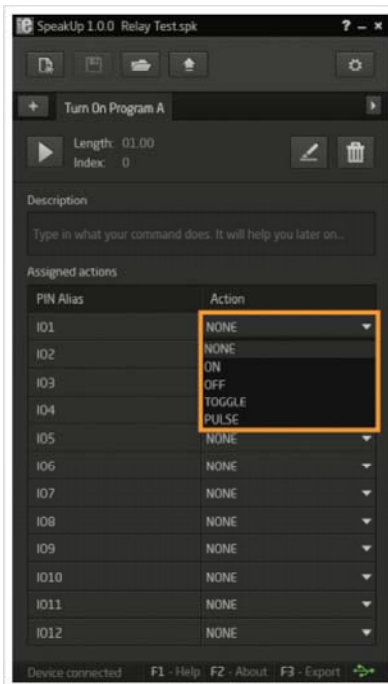 SpeakUp 1.0.0 Relay Test.spk ? – ×
+ Turn On Program A
Length: 01.00
Index: 0
Description
Type in what your command does. It will help you later on...
Assigned actions
PIN Alias Action
IO1 NONE
IO2 NONE
ON
IO3 OFF
IO4 TOGGLE
PULSE
IO5 NONE
IO6 NONE
IO7 NONE
IO8 NONE
IO9 NONE
IO10 NONE
IO11 NONE
IO12 NONE
Device connected F1 - Help F2 - About F3 - Export